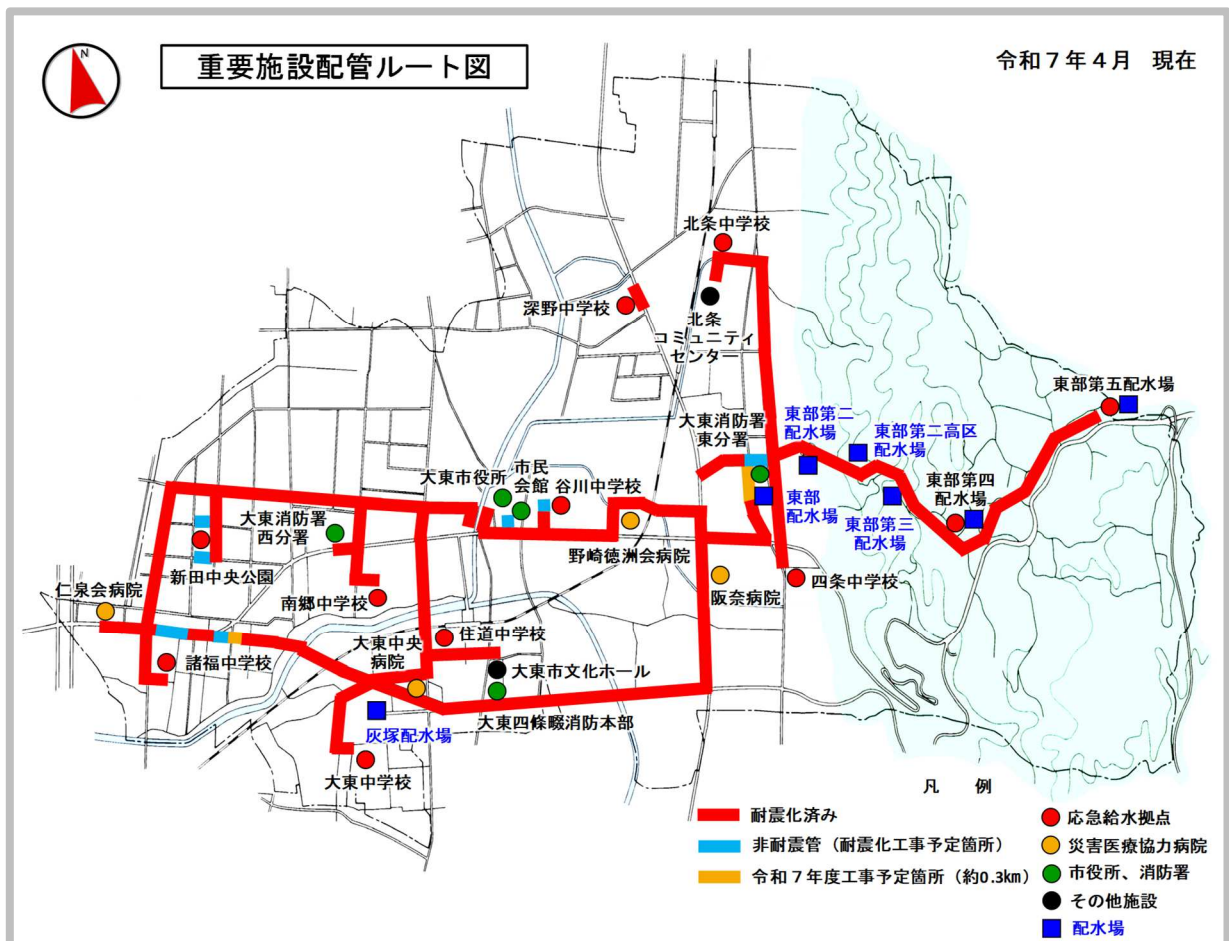 N
重要施設配管ルート図
令和7年4月 現在
北条中学校
深野中学校
北条
コミュニティ
センター
東部第五配水場
大東消防署
東分署
東部第二
配水場
東部第二高区
配水場
大東市役所
市民
会館
谷川中学校
東部
配水場
東部第三
配水場
東部第四
配水場
大東消防署
西分署
新田中央公園
野崎徳洲会病院
仁泉会病院
南郷中学校
阪奈病院
四条中学校
大東中央
病院
住道中学校
諸福中学校
大東市文化ホール
大東四條畷消防本部
灰塚配水場
大東中学校
凡 例
耐震化済み
非耐震管(耐震化工事予定箇所)
令和7年度工事予定箇所(約0.3km)
応急給水拠点
災害医療協力病院
市役所、消防署
その他施設
配水場